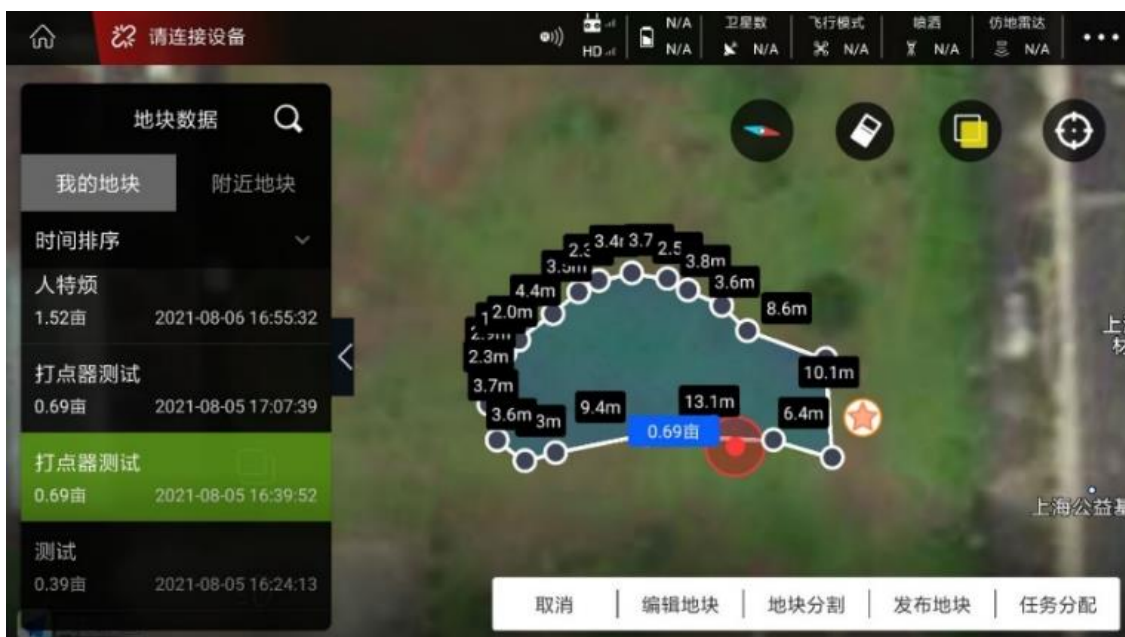 请连接设备
HD
N/A
N/A
卫星数
N/A
飞行模式
N/A
喷洒
N/A
仿地雷达
N/A
地块数据
我的地块 附近地块
时间排序
人特烦
1.52亩 2021-08-06 16:55:32
打点器测试
0.69亩 2021-08-05 17:07:39
打点器测试
0.69亩 2021-08-05 16:39:52
测试
0.39亩 2021-08-05 16:24:13
3.7
2.5
3.8m
3.6m
8.6m
4.4m
2.0m
2.3m
3.7m
3.6m
3m
9.4m
13.1m
10.1m
6.4m
0.69亩
上海公益
取消 编辑地块 地块分割 发布地块 任务分配